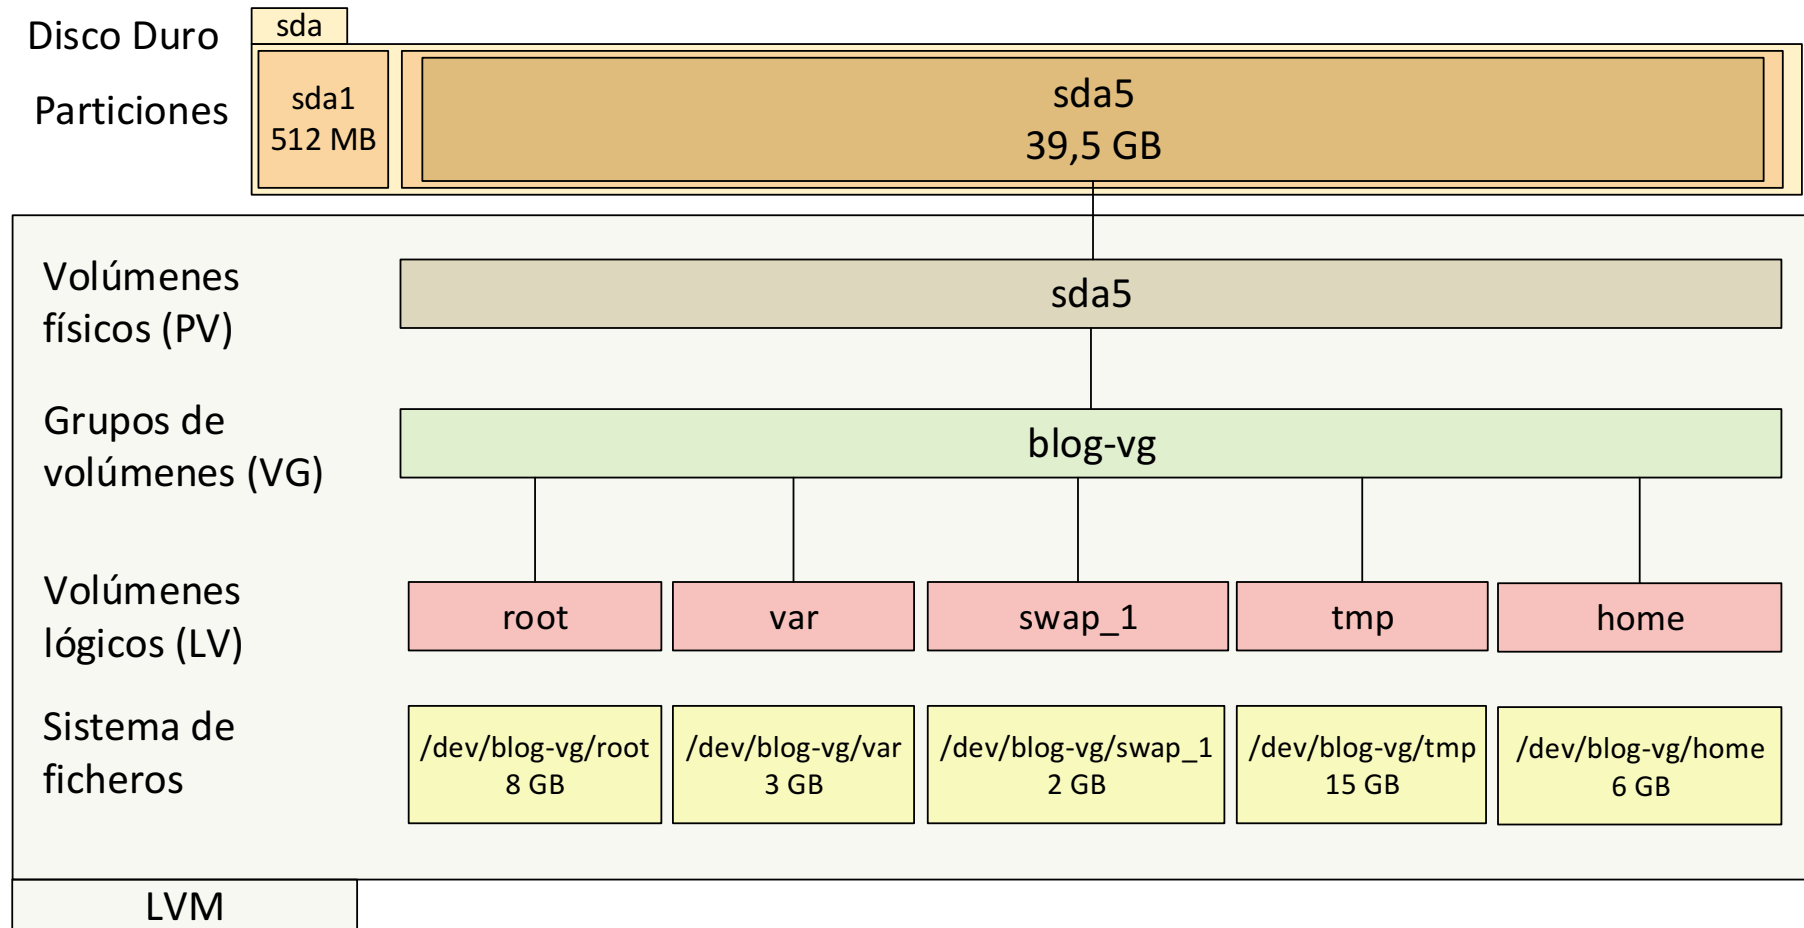 Disco Duro
sda
Particiones
sda1
512 MB
sda5
39,5 GB
Volúmenes
físicos (PV)
sda5
Grupos de
volúmenes (VG)
blog-vg
Volúmenes
lógicos (LV)
root
var
swap_1
tmp
home
Sistema de
ficheros
/dev/blog-vg/root
8 GB
/dev/blog-vg/var
3 GB
/dev/blog-vg/swap_1
2 GB
/dev/blog-vg/tmp
15 GB
/dev/blog-vg/home
6 GB
LVM